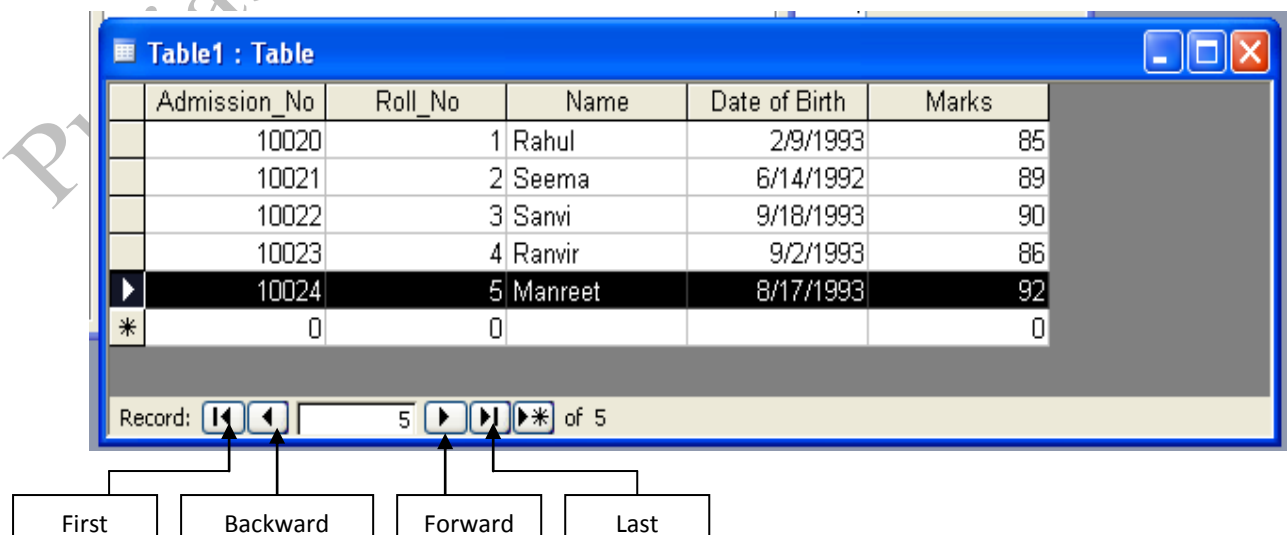 Table1 : Table
Admission_No Roll_No Name Date of Birth Marks
10020 1 Rahul 2/9/1993 85
10021 2 Seema 6/14/1992 89
10022 3 Sanvi 9/18/1993 90
10023 4 Ranvir 9/2/1993 86
10024 5 Manreet 8/17/1993 92
0 0 0
Record: 5 of 5
First Backward Forward Last